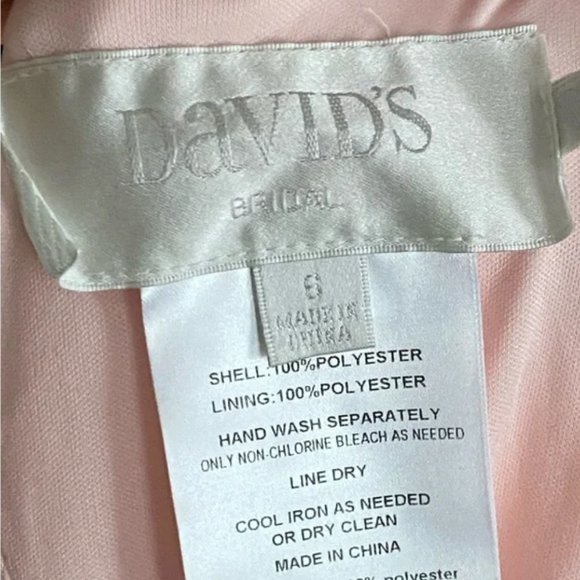 DaVID'S
BRIDAL
6
MADE IN
CHINA
SHELL:100%POLYESTER
LINING:100%POLYESTER
HAND WASH SEPARATELY
ONLY NON-CHLORINE BLEACH AS NEEDED
LINE DRY
COOL IRON AS NEEDED
OR DRY CLEAN
MADE IN CHINA
% polyester